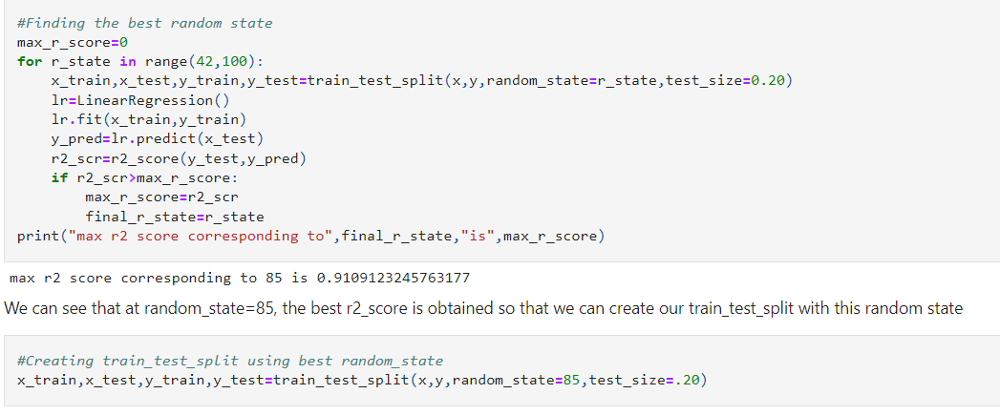 #Finding the best random state
max_r_score=0
for r_state in range(42,100):
    x_train,x_test,y_train,y_test=train_test_split(x,y,random_state=r_state,test_size=0.20)
    lr=LinearRegression()
    lr.fit(x_train,y_train)
    y_pred=lr.predict(x_test)
    r2_scr=r2_score(y_test,y_pred)
    if r2_scr>max_r_score:
        max_r_score=r2_scr
        final_r_state=r_state
print("max r2 score corresponding to",final_r_state,"is",max_r_score)
max r2 score corresponding to 85 is 0.9109123245763177
We can see that at random_state=85, the best r2_score is obtained so that we can create our train_test_split with this random state
#Creating train_test_split using best random_state
x_train,x_test,y_train,y_test=train_test_split(x,y,random_state=85,test_size=.20)